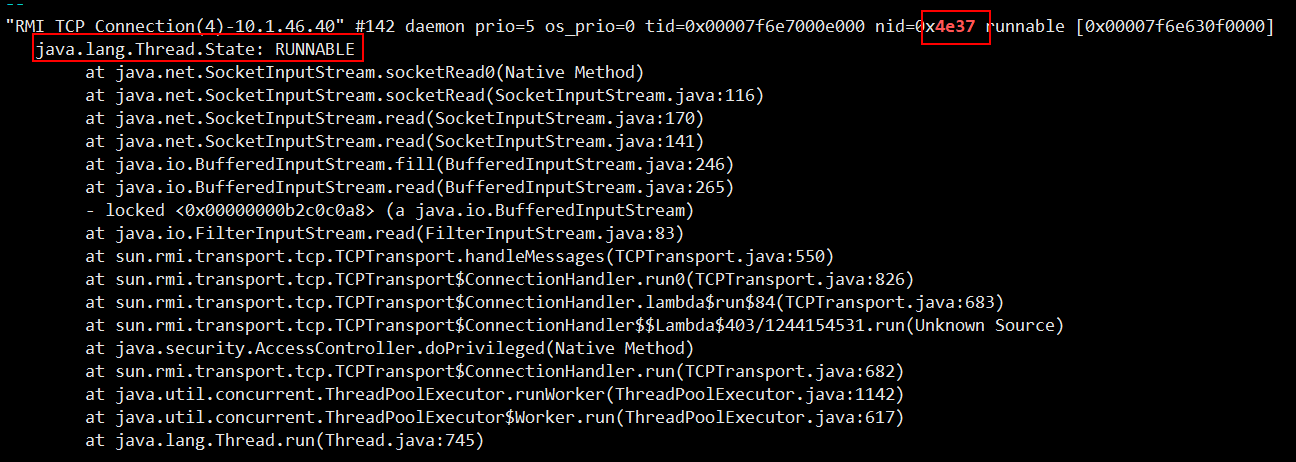 --
"RMI TCP Connection(4)-10.1.46.40" #142 daemon prio=5 os_prio=0 tid=0x00007f6e7000e000 nid=0x4e37 runnable [0x00007f6e630f0000]
java.lang.Thread.State: RUNNABLE
at java.net.SocketInputStream.socketRead0(Native Method)
at java.net.SocketInputStream.socketRead(SocketInputStream.java:116)
at java.net.SocketInputStream.read(SocketInputStream.java:170)
at java.net.SocketInputStream.read(SocketInputStream.java:141)
at java.io.BufferedInputStream.fill(BufferedInputStream.java:246)
at java.io.BufferedInputStream.read(BufferedInputStream.java:265)
- locked <0x00000000b2c0c0a8> (a java.io.BufferedInputStream)
at java.io.FilterInputStream.read(FilterInputStream.java:83)
at sun.rmi.transport.tcp.TCPTransport.handleMessages(TCPTransport.java:550)
at sun.rmi.transport.tcp.TCPTransport$ConnectionHandler.run0(TCPTransport.java:826)
at sun.rmi.transport.tcp.TCPTransport$ConnectionHandler.lambda$run$84(TCPTransport.java:683)
at sun.rmi.transport.tcp.TCPTransport$ConnectionHandler$$Lambda$403/1244154531.run(Unknown Source)
at java.security.AccessController.doPrivileged(Native Method)
at sun.rmi.transport.tcp.TCPTransport$ConnectionHandler.run(TCPTransport.java:682)
at java.util.concurrent.ThreadPoolExecutor.runWorker(ThreadPoolExecutor.java:1142)
at java.util.concurrent.ThreadPoolExecutor$Worker.run(ThreadPoolExecutor.java:617)
at java.lang.Thread.run(Thread.java:745)